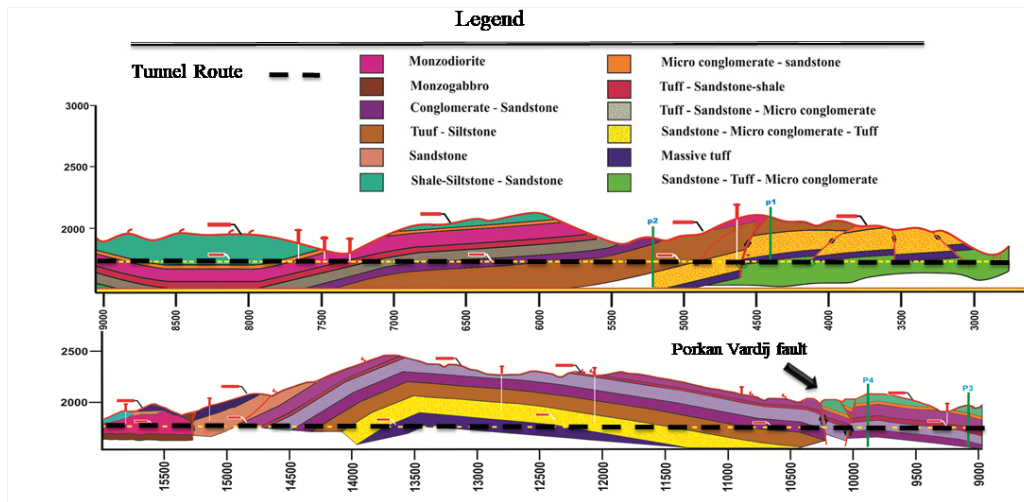 Legend
Tunnel Route
Monzodiorite
Monzogabbro
Conglomerate - Sandstone
Tuuf - Siltstone
Sandstone
Shale-Siltstone - Sandstone
Micro conglomerate - sandstone
Tuff - Sandstone-shale
Tuff - Sandstone - Micro conglomerate
Sandstone - Micro conglomerate - Tuff
Massive tuff
Sandstone - Tuff - Micro conglomerate
3000
2500
2000
p2
p1
9000 8500 8000 7500 7000 6500 6000 5500 5000 4500 4000 3500 3000
Porkan Vardij fault
2500
2000
P4
P3
15500 15000 14500 14000 13500 13000 12500 12000 11500 11000 10500 10000 9500 9000